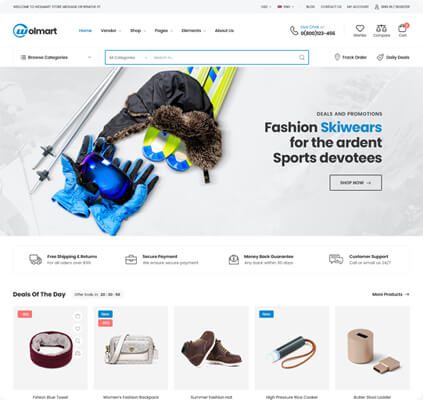 WELCOME TO WOLMART STORE MESSAGE OR REMOVE IT!
USD
ENG
BLOG
CONTACT US
MY ACCOUNT
SIGN IN / REGISTER
Wolmart
Home
Vendor
Shop
Pages
Elements
About Us
Live Chat or :
0(800)123-456
Wishlist
Compare
Cart
Browse Categories
All Categories
Search in...
Track Order
Daily Deals
DEALS AND PROMOTIONS
Fashion Skiwears
for the ardent
Sports devotees
SHOP NOW
Free Shipping & Returns
For all orders over $99
Secure Payment
We ensure secure payment
Money Back Guarantee
Any back within 30 days
Customer Support
Call or email us 24/7
Deals Of The Day
Offer Ends in:
More Products
New
New
Fshion Blue Towel
Women's Fashion Backpack
Summer Fashion Hat
High Pressure Rice Cooker
Butler Stool Ladder